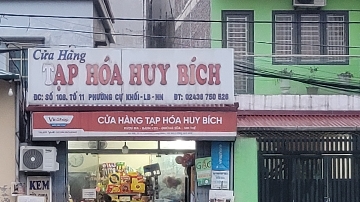 Cửa Hàng
TẠP HÓA HUY BÍCH
ĐC: SỐ 108, TỔ 11 PHƯỜNG CỰ KHỐI-LB-HN ĐT: 02436 760 628
CỬA HÀNG TẠP HÓA HUY BÍCH
KEM